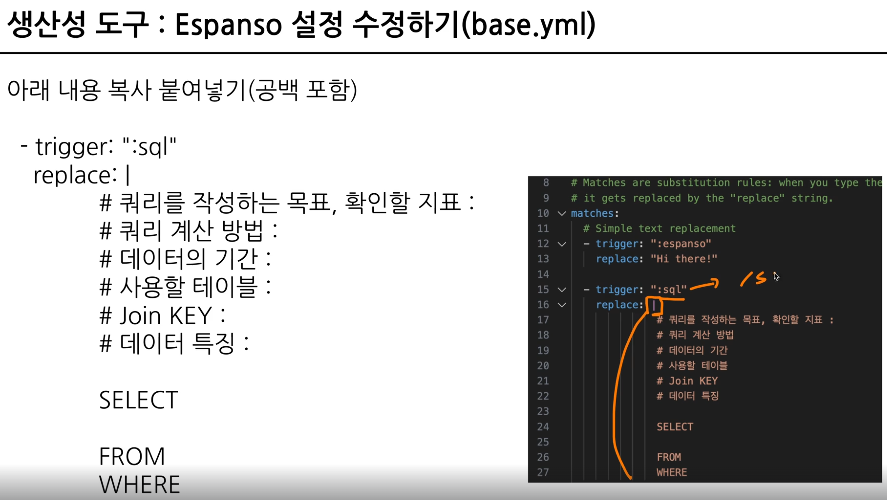 생산성 도구 : Espanso 설정 수정하기(base.yml)
아래 내용 복사 붙여넣기(공백 포함)
- trigger: ":sql"
replace: |
# 쿼리를 작성하는 목표, 확인할 지표 :
# 쿼리 계산 방법 :
# 데이터의 기간 :
# 사용할 테이블 :
# Join KEY :
# 데이터 특징 :
SELECT
FROM
WHERE
8 # Matches are substitution rules: when you type the
9 # it gets replaced by the "replace" string.
10 matches:
11 # Simple text replacement
12 - trigger: ":espanso"
13 replace: "Hi there!"
14
15 - trigger: ":sql" /s
16 replace: |
17 # 쿼리를 작성하는 목표, 확인할 지표 :
18 # 쿼리 계산 방법
19 # 데이터의 기간
20 # 사용할 테이블
21 # Join KEY
22 # 데이터 특징
23
24 SELECT
25
26 FROM
27 WHERE